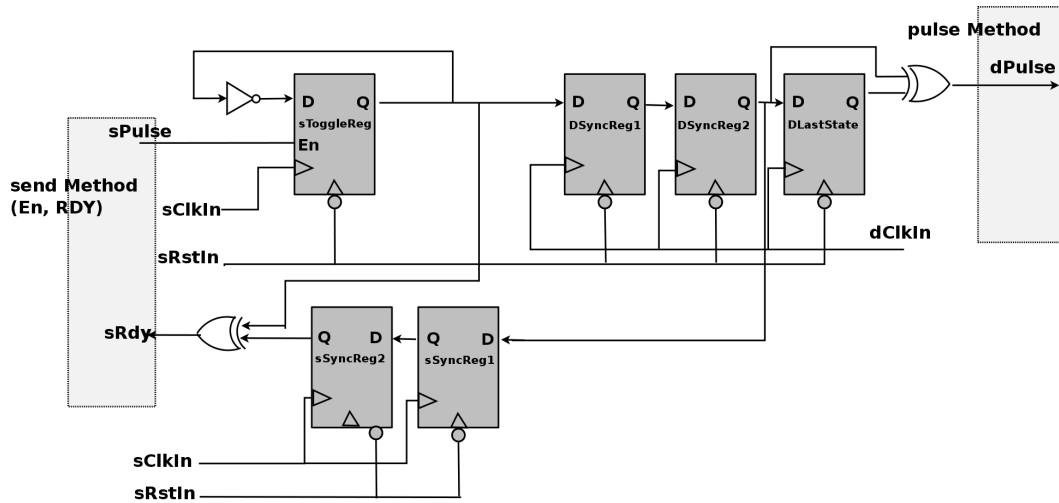 pulse Method
dPulse
D Q
sToggleReg
En
D Q
DSyncReg1
D Q
DSyncReg2
D Q
DLastState
sPulse
send Method
(En, RDY)
sClkIn
dClkIn
sRstIn
sRdy
Q D
sSyncReg2
Q D
sSyncReg1
sClkIn
sRstIn